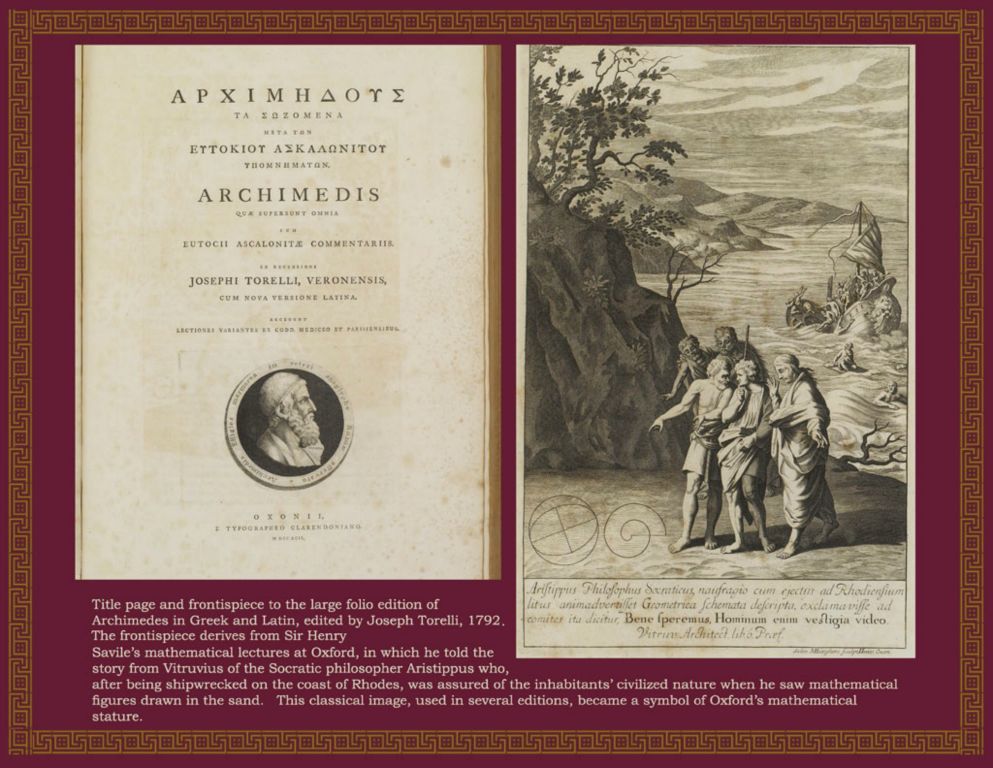 ΑΡΧΙΜΗΔΟΥΣ
ΤΑ ΣΩΖΟΜΕΝΑ
ΜΕΤΑ ΤΩΝ
ΕΥΤΟΚΙΟΥ ΑΣΚΑΛΩΝΙΤΟΥ
ΥΠΟΜΝΗΜΑΤΩΝ.
ARCHIMEDIS
QUÆ SUPERSUNT OMNIA
CUM
EUTOCII ASCALONITÆ COMMENTARIIS.
EX RECENSIONE
JOSEPHI TORELLI, VERONENSIS,
CUM NOVA VERSIONE LATINA.
ACCEDUNT
LECTIONES VARIANTES EX CODD. MEDICEO ET PARISIENSIBUS.
OXONII,
E TYPOGRAPHEO CLARENDONIANO.
MDCCXCII.
Aristippus Philosophus Socraticus, naufragio cum ejectus ad Rhodiensium
litus animadvertisset Geometrica schemata descripta, exclamavisse ad
comites ita dicitur, Bene speremus, Hominum enim vestigia video.
Vitruv. Architect. lib. 6. Præf.
Title page and frontispiece to the large folio edition of
Archimedes in Greek and Latin, edited by Joseph Torelli, 1792.
The frontispiece derives from Sir Henry
Savile's mathematical lectures at Oxford, in which he told the
story from Vitruvius of the Socratic philosopher Aristippus who,
after being shipwrecked on the coast of Rhodes, was assured of the inhabitants' civilized nature when he saw mathematical
figures drawn in the sand. This classical image, used in several editions, became a symbol of Oxford's mathematical
stature.